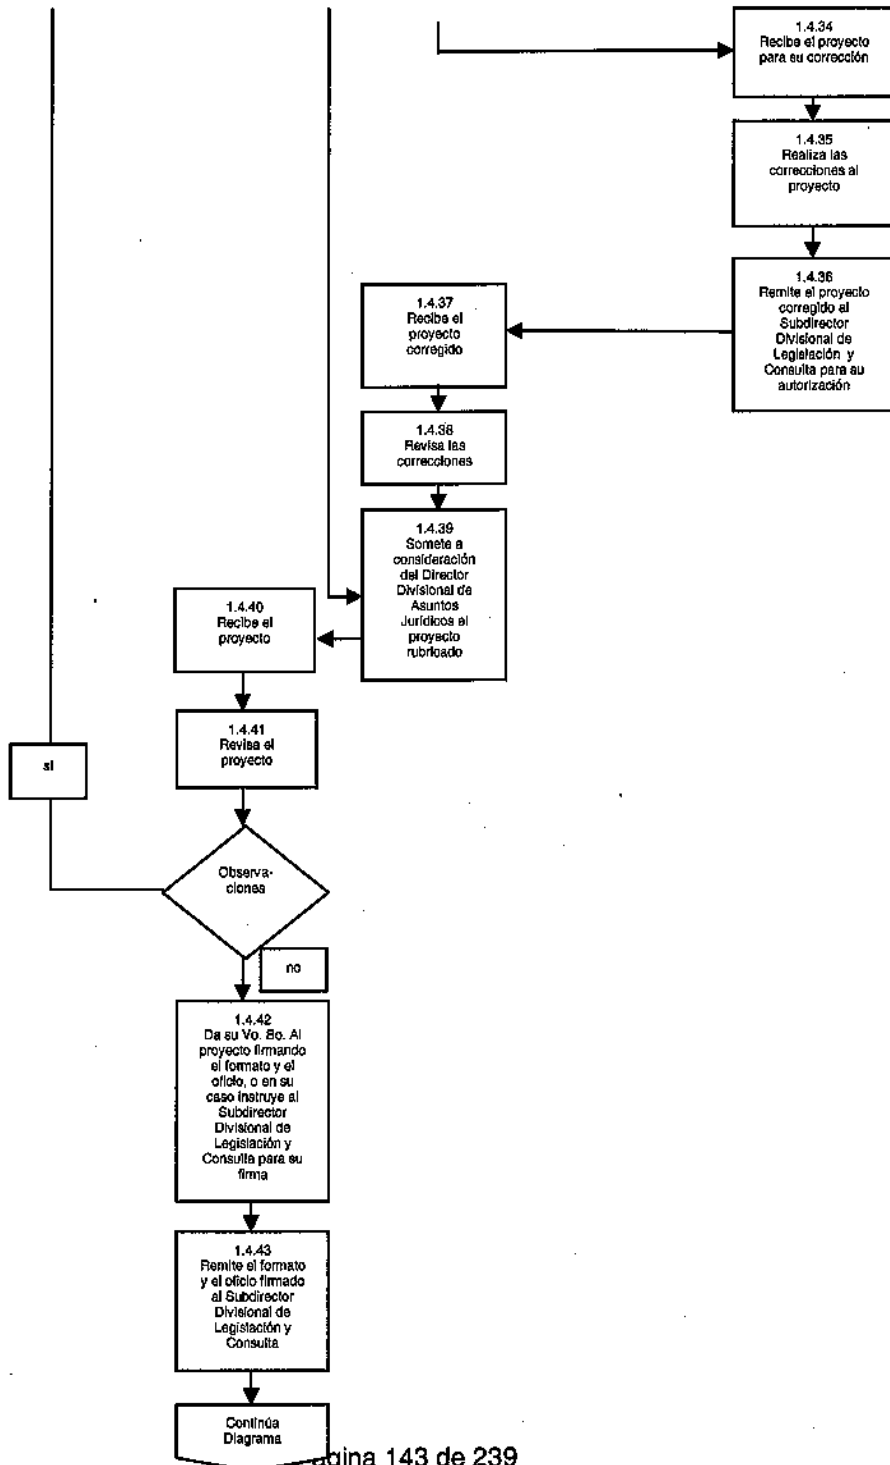 1.4.34
Recibe el proyecto
para su corrección
1.4.35
Realiza las
correcciones al
proyecto
1.4.36
Remite el proyecto
corregido al
Subdirector
Divisional de
Legislación y
Consulta para su
autorización
1.4.37
Recibe el
proyecto
corregido
1.4.38
Revisa las
correcciones
1.4.39
Somete a
consideración
del Director
Divisional de
Asuntos
Jurídicos el
proyecto
rubricado
1.4.40
Recibe el
proyecto
1.4.41
Revisa el
proyecto
si
Observa-
ciones
no
1.4.42
Da su Vo. Bo. Al
proyecto firmando
el formato y el
oficio, o en su
caso instruye al
Subdirector
Divisional de
Legislación y
Consulta para su
firma
1.4.43
Remite el formato
y el oficio firmado
al Subdirector
Divisional de
Legislación y
Consulta
Continúa
Diagrama
agina 143 de 239